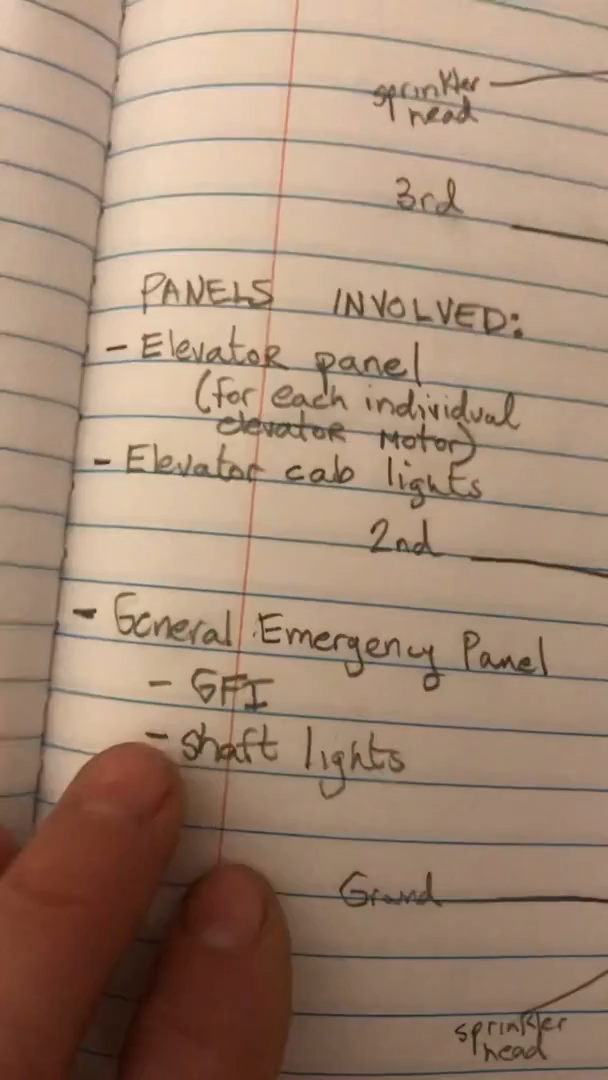 sprinkler
head
3rd
PANELS INVOLVED:
- Elevator panel
(for each individual
elevator motor)
- Elevator cab lights
2nd
- General Emergency Panel
- GFI
- shaft lights
Ground
sprinkler
head